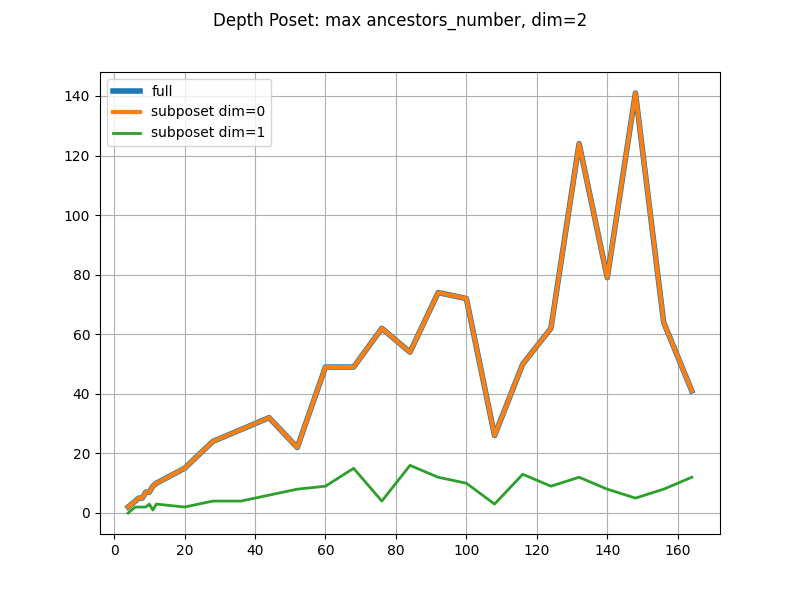 Depth Poset: max ancestors_number, dim=2
full
subposet dim=0
subposet dim=1
140
120
100
80
60
40
20
0
0 20 40 60 80 100 120 140 160